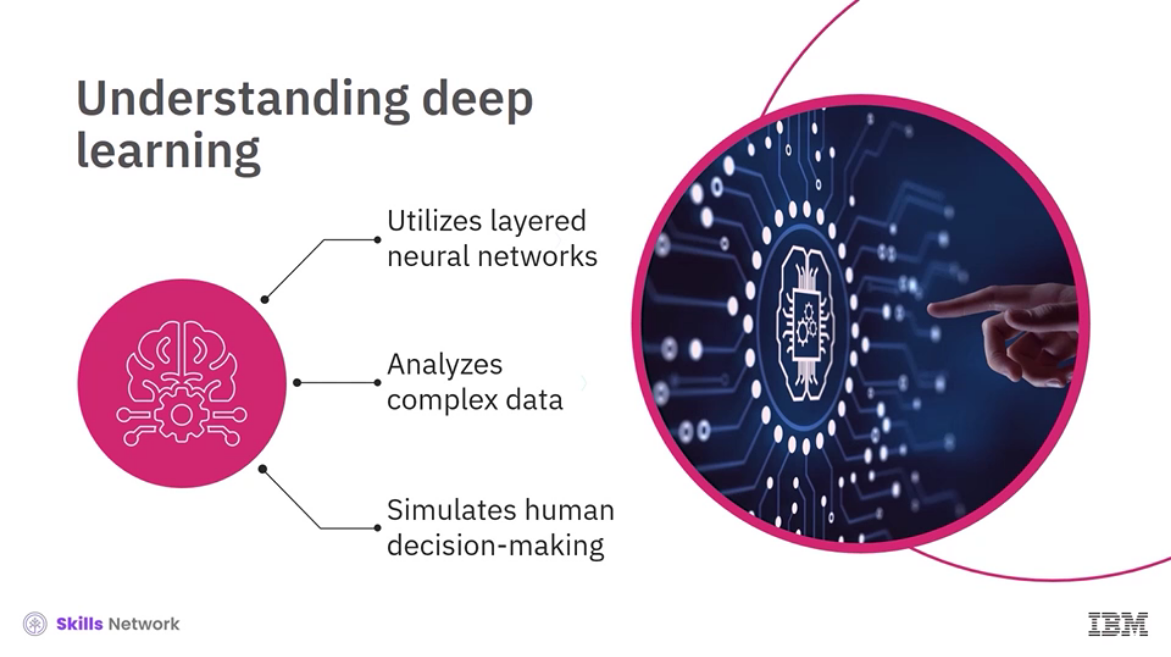 Understanding deep
learning
Utilizes layered
neural networks
Analyzes
complex data
Simulates human
decision-making
Skills Network
IBM